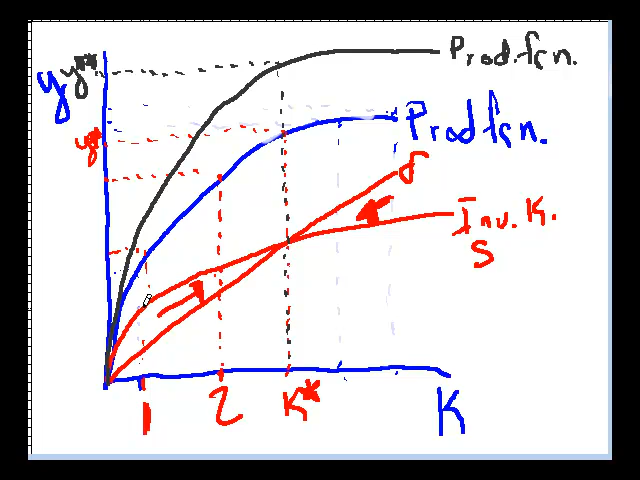 y y**
Prod.fcn.
y*
Prod fcn.
δ
Inv. K.
S
1 2 K* K